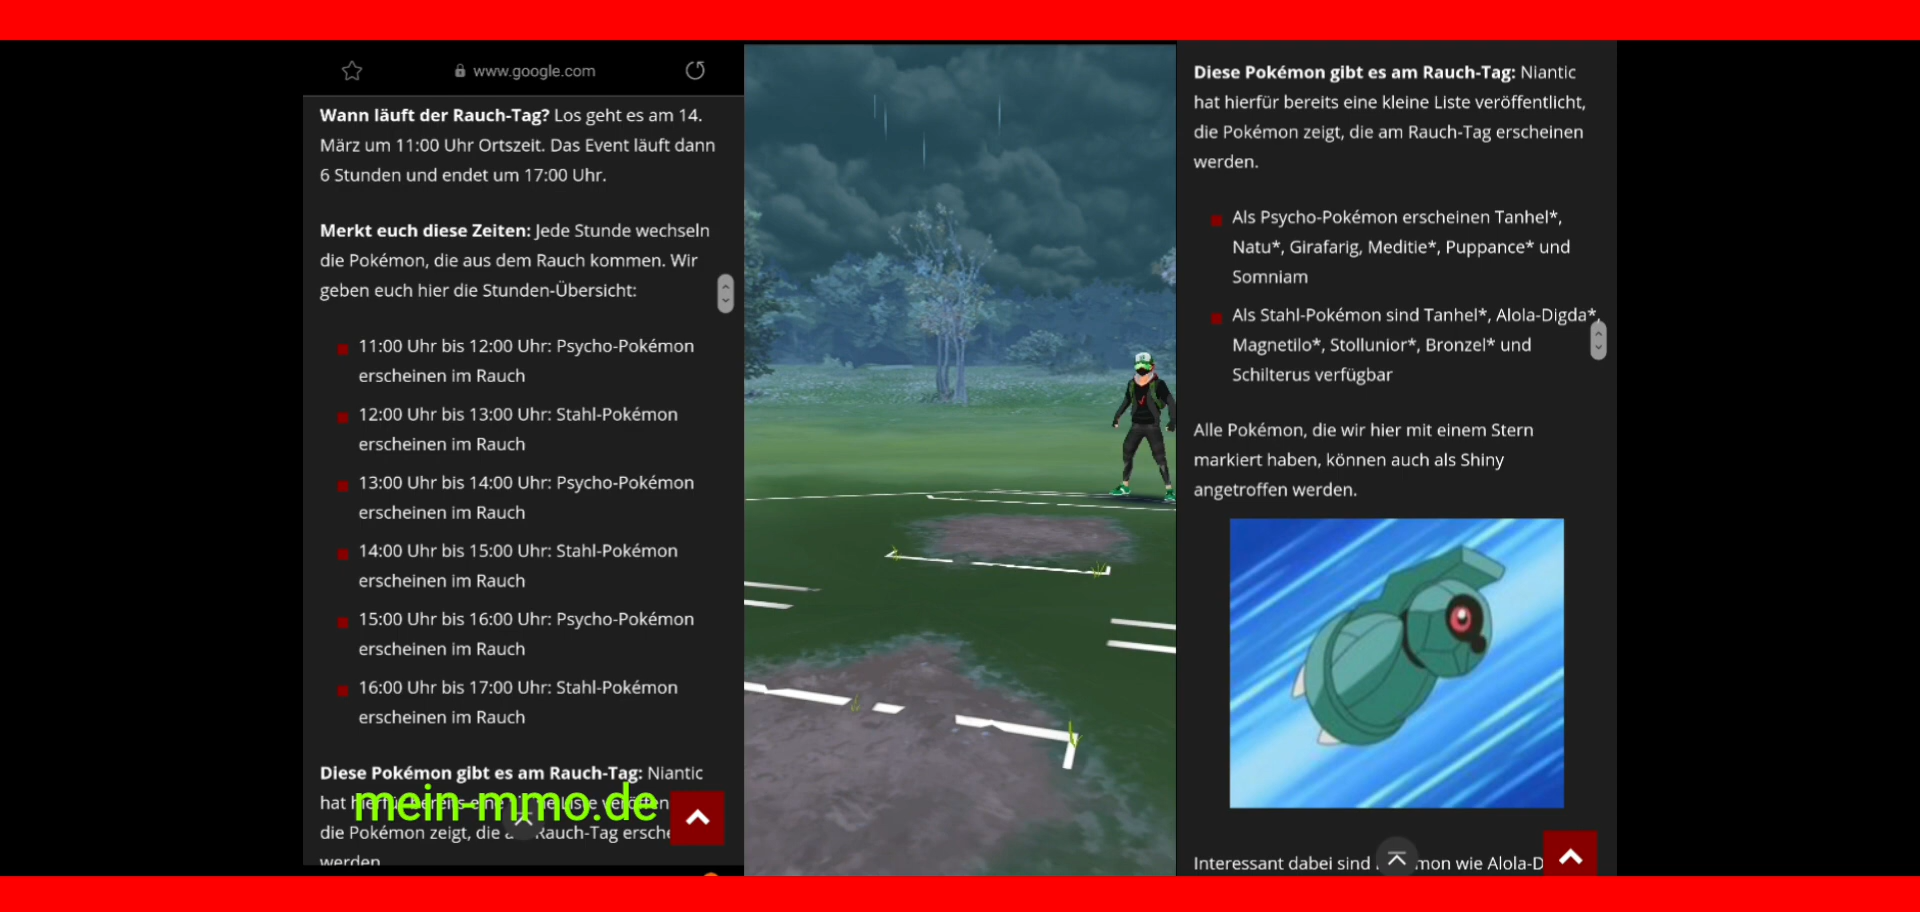 www.google.com
Wann läuft der Rauch-Tag? Los geht es am 14.
März um 11:00 Uhr Ortszeit. Das Event läuft dann
6 Stunden und endet um 17:00 Uhr.
Merkt euch diese Zeiten: Jede Stunde wechseln
die Pokémon, die aus dem Rauch kommen. Wir
geben euch hier die Stunden-Übersicht:
11:00 Uhr bis 12:00 Uhr: Psycho-Pokémon
erscheinen im Rauch
12:00 Uhr bis 13:00 Uhr: Stahl-Pokémon
erscheinen im Rauch
13:00 Uhr bis 14:00 Uhr: Psycho-Pokémon
erscheinen im Rauch
14:00 Uhr bis 15:00 Uhr: Stahl-Pokémon
erscheinen im Rauch
15:00 Uhr bis 16:00 Uhr: Psycho-Pokémon
erscheinen im Rauch
16:00 Uhr bis 17:00 Uhr: Stahl-Pokémon
erscheinen im Rauch
Diese Pokémon gibt es am Rauch-Tag: Niantic
hat
mein-mmo.de
die Pokémon zeigt, die Rauch-Tag
werden
Diese Pokémon gibt es am Rauch-Tag: Niantic
hat hierfür bereits eine kleine Liste veröffentlicht,
die Pokémon zeigt, die am Rauch-Tag erscheinen
werden.
Als Psycho-Pokémon erscheinen Tanhel*,
Natu*, Girafarig, Meditie*, Puppance* und
Somniam
Als Stahl-Pokémon sind Tanhel*, Alola-Digda*,
Magnetilo*, Stollunior*, Bronzel* und
Schilterus verfügbar
Alle Pokémon, die wir hier mit einem Stern
markiert haben, können auch als Shiny
angetroffen werden.
Interessant dabei sind wie